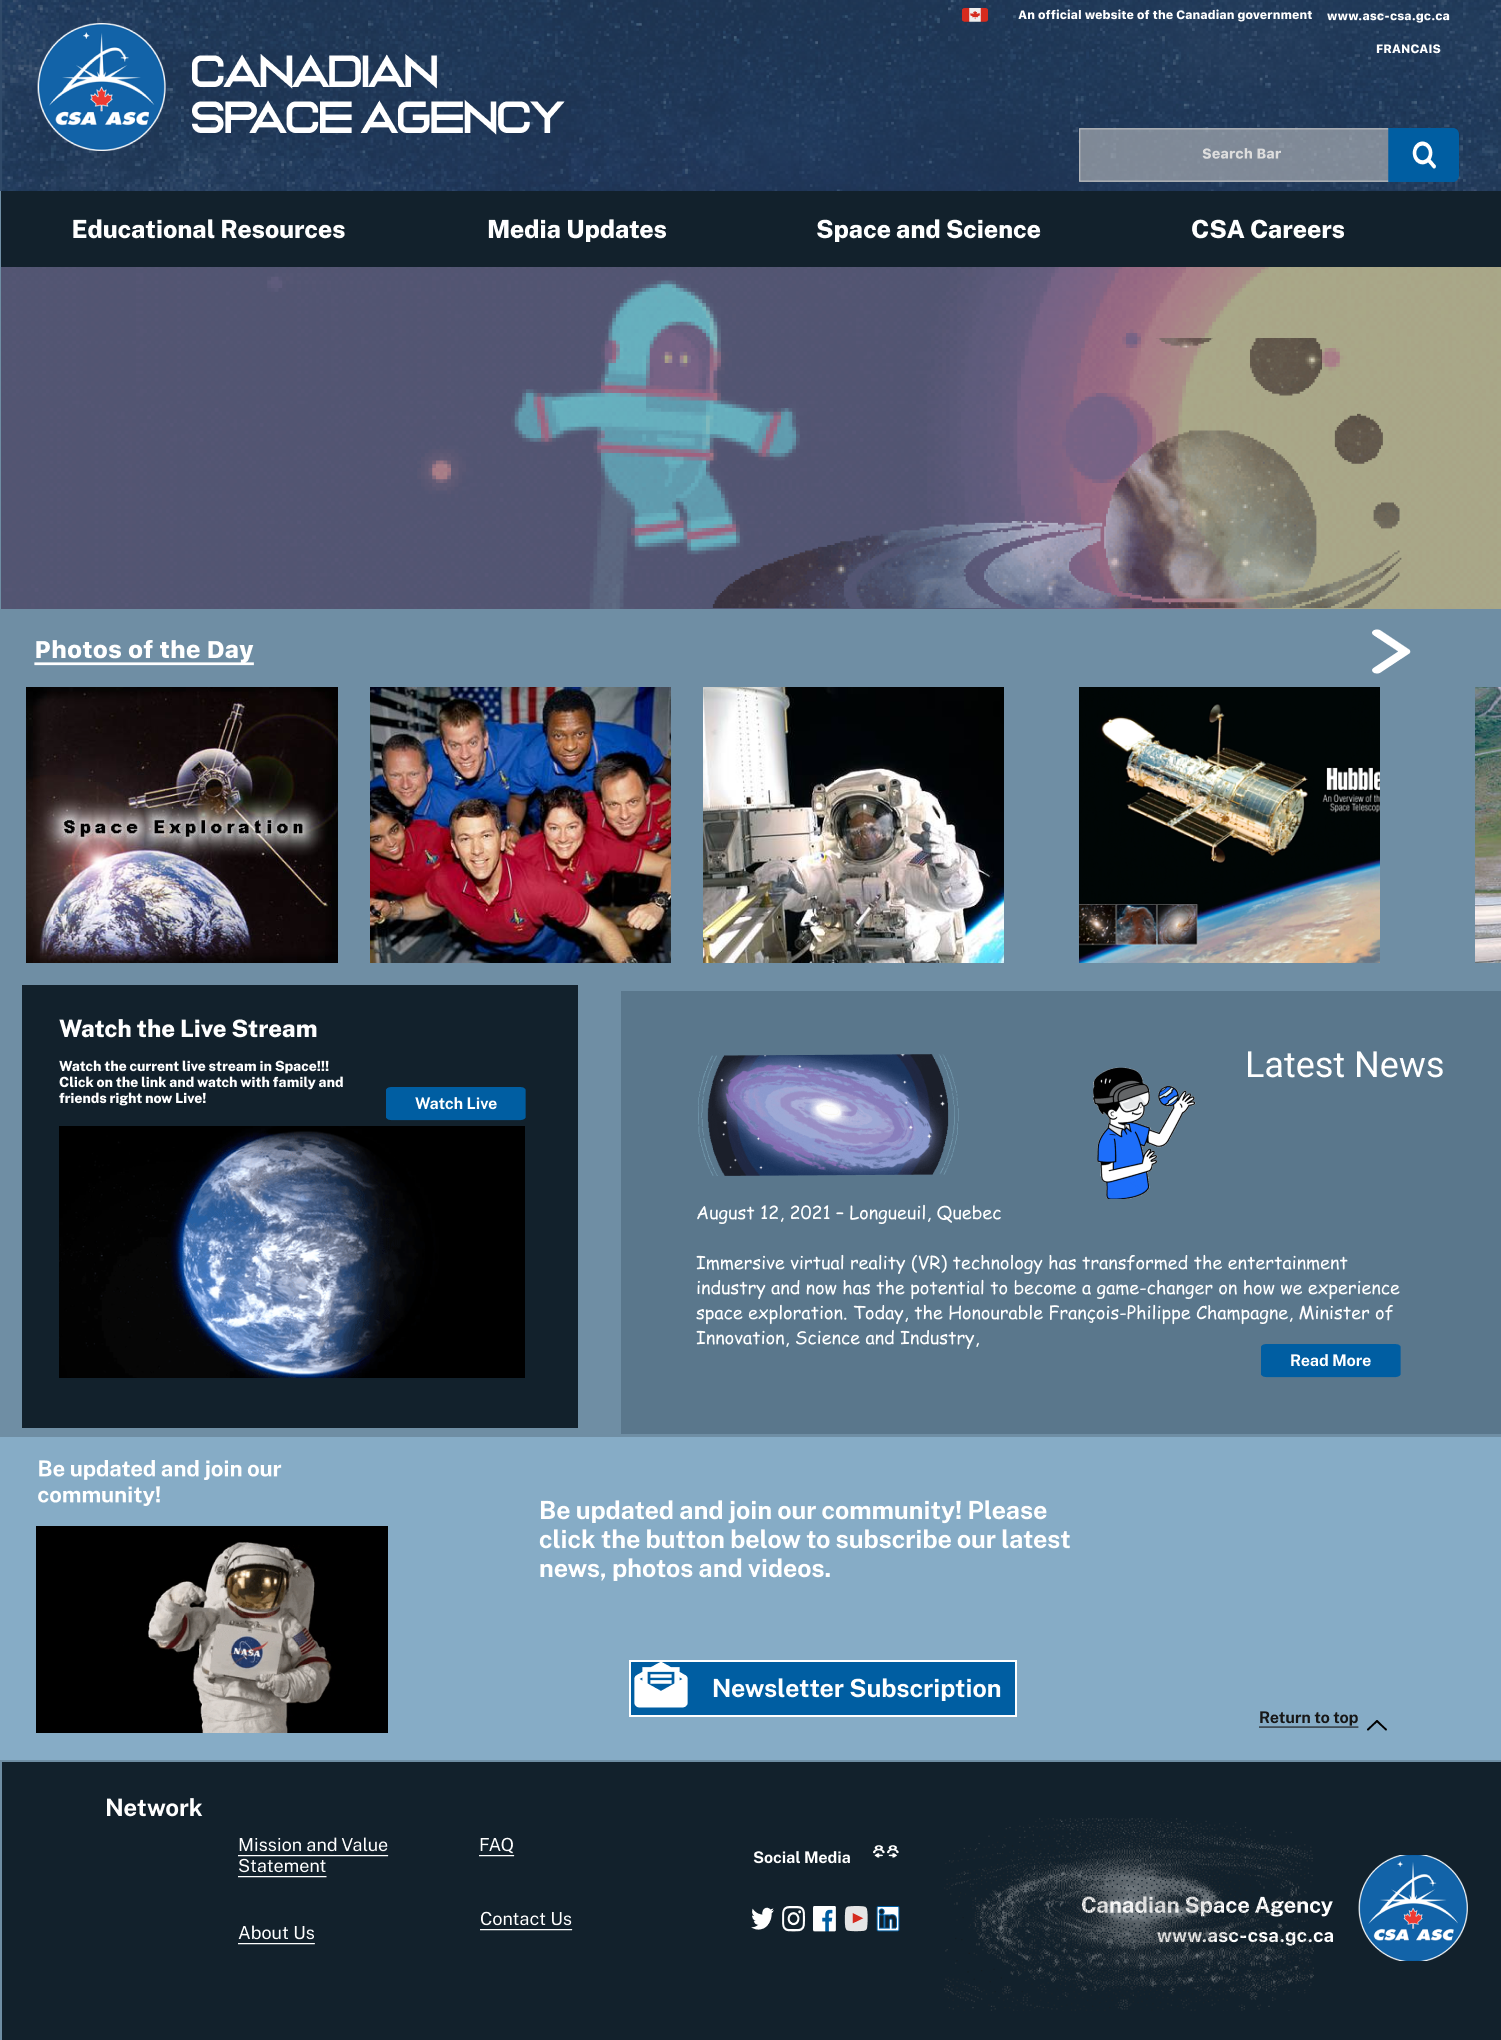 An official website of the Canadian government www.asc-csa.gc.ca
FRANCAIS
CSA ASC
CANADIAN
SPACE AGENCY
Search Bar
Educational Resources Media Updates Space and Science CSA Careers
Photos of the Day
Space Exploration
Hubble
An Overview of th
Space Telescop
Watch the Live Stream
Watch the current live stream in Space!!!
Click on the link and watch with family and
friends right now Live!
Watch Live
Latest News
August 12, 2021 – Longueuil, Quebec
Immersive virtual reality (VR) technology has transformed the entertainment
industry and now has the potential to become a game-changer on how we experience
space exploration. Today, the Honourable François-Philippe Champagne, Minister of
Innovation, Science and Industry,
Read More
Be updated and join our
community!
NASA
Be updated and join our community! Please
click the button below to subscribe our latest
news, photos and videos.
Newsletter Subscription
Return to top
Network
Mission and Value
Statement
About Us
FAQ
Contact Us
Social Media
Canadian Space Agency
www.asc-csa.gc.ca
CSA ASC